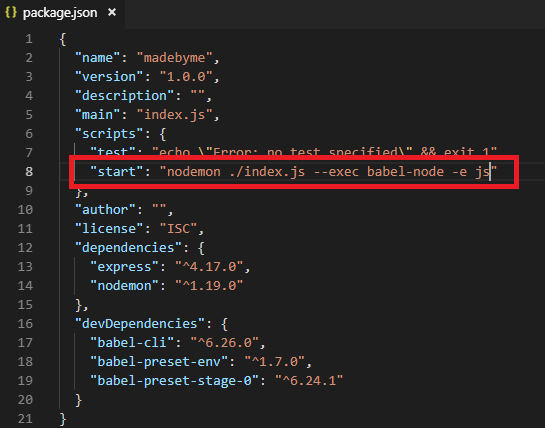 {} package.json ×
1 {
2 "name": "madebyme",
3 "version": "1.0.0",
4 "description": "",
5 "main": "index.js",
6 "scripts": {
7 "test": "echo \"Error: no test specified\" && exit 1"
8 "start": "nodemon ./index.js --exec babel-node -e js"
9 },
10 "author": "",
11 "license": "ISC",
12 "dependencies": {
13 "express": "^4.17.0",
14 "nodemon": "^1.19.0"
15 },
16 "devDependencies": {
17 "babel-cli": "^6.26.0",
18 "babel-preset-env": "^1.7.0",
19 "babel-preset-stage-0": "^6.24.1"
20 }
21 }